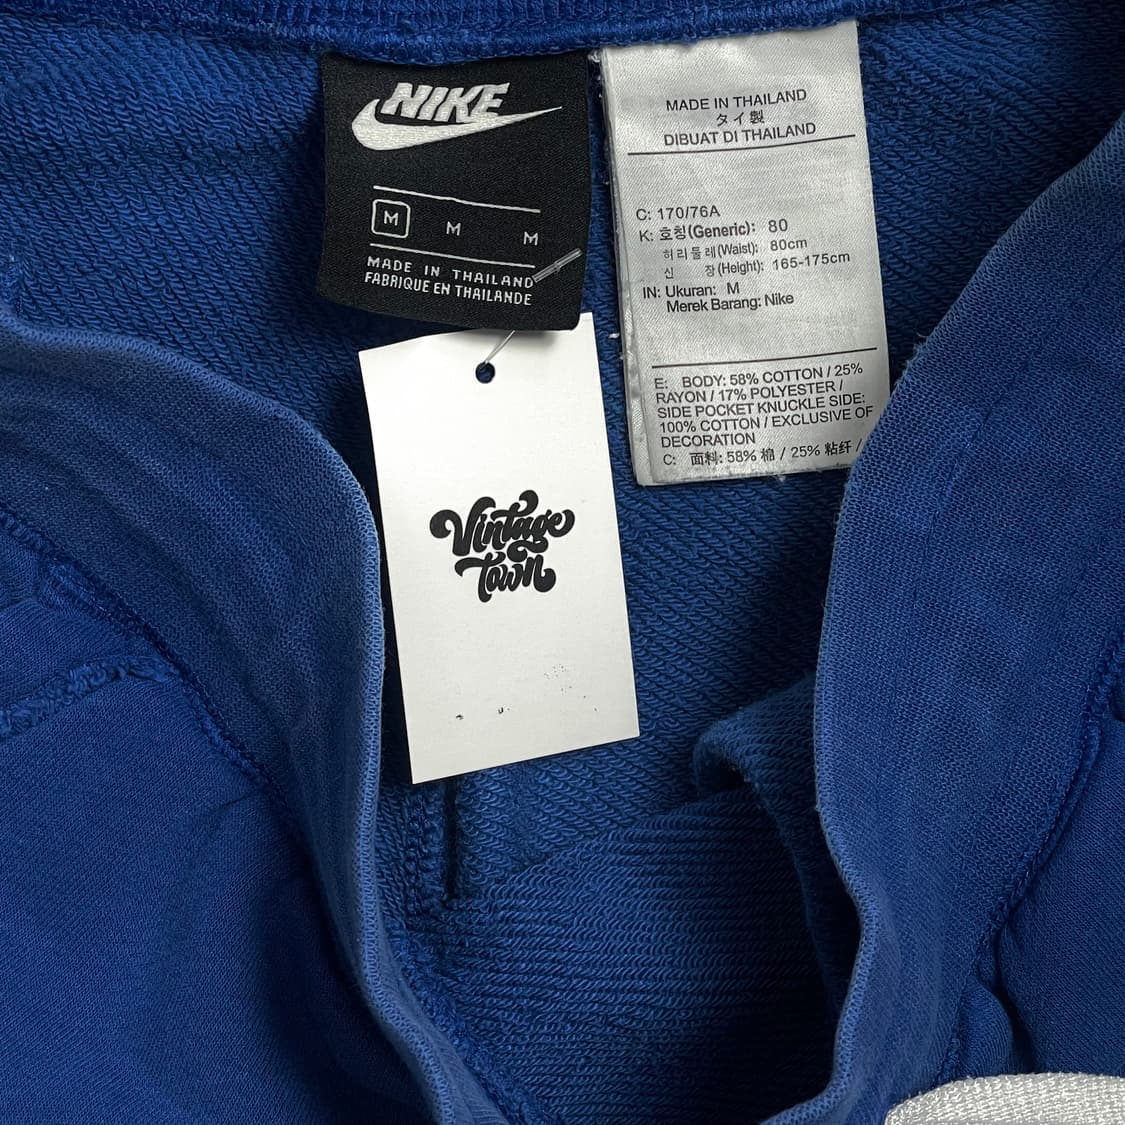 NIKE
M M M
MADE IN THAILAND
FABRIQUE EN THAILANDE
MADE IN THAILAND
タイ製
DIBUAT DI THAILAND
C: 170/76A
K: 호칭(Generic): 80
허리둘레(Waist): 80cm
신 장(Height): 165-175cm
IN: Ukuran: M
Merek Barang: Nike
E: BODY: 58% COTTON / 25%
RAYON / 17% POLYESTER /
SIDE POCKET KNUCKLE SIDE:
100% COTTON / EXCLUSIVE OF
DECORATION
C: 面料: 58% 棉 / 25% 粘纤 /
Vintage
Town